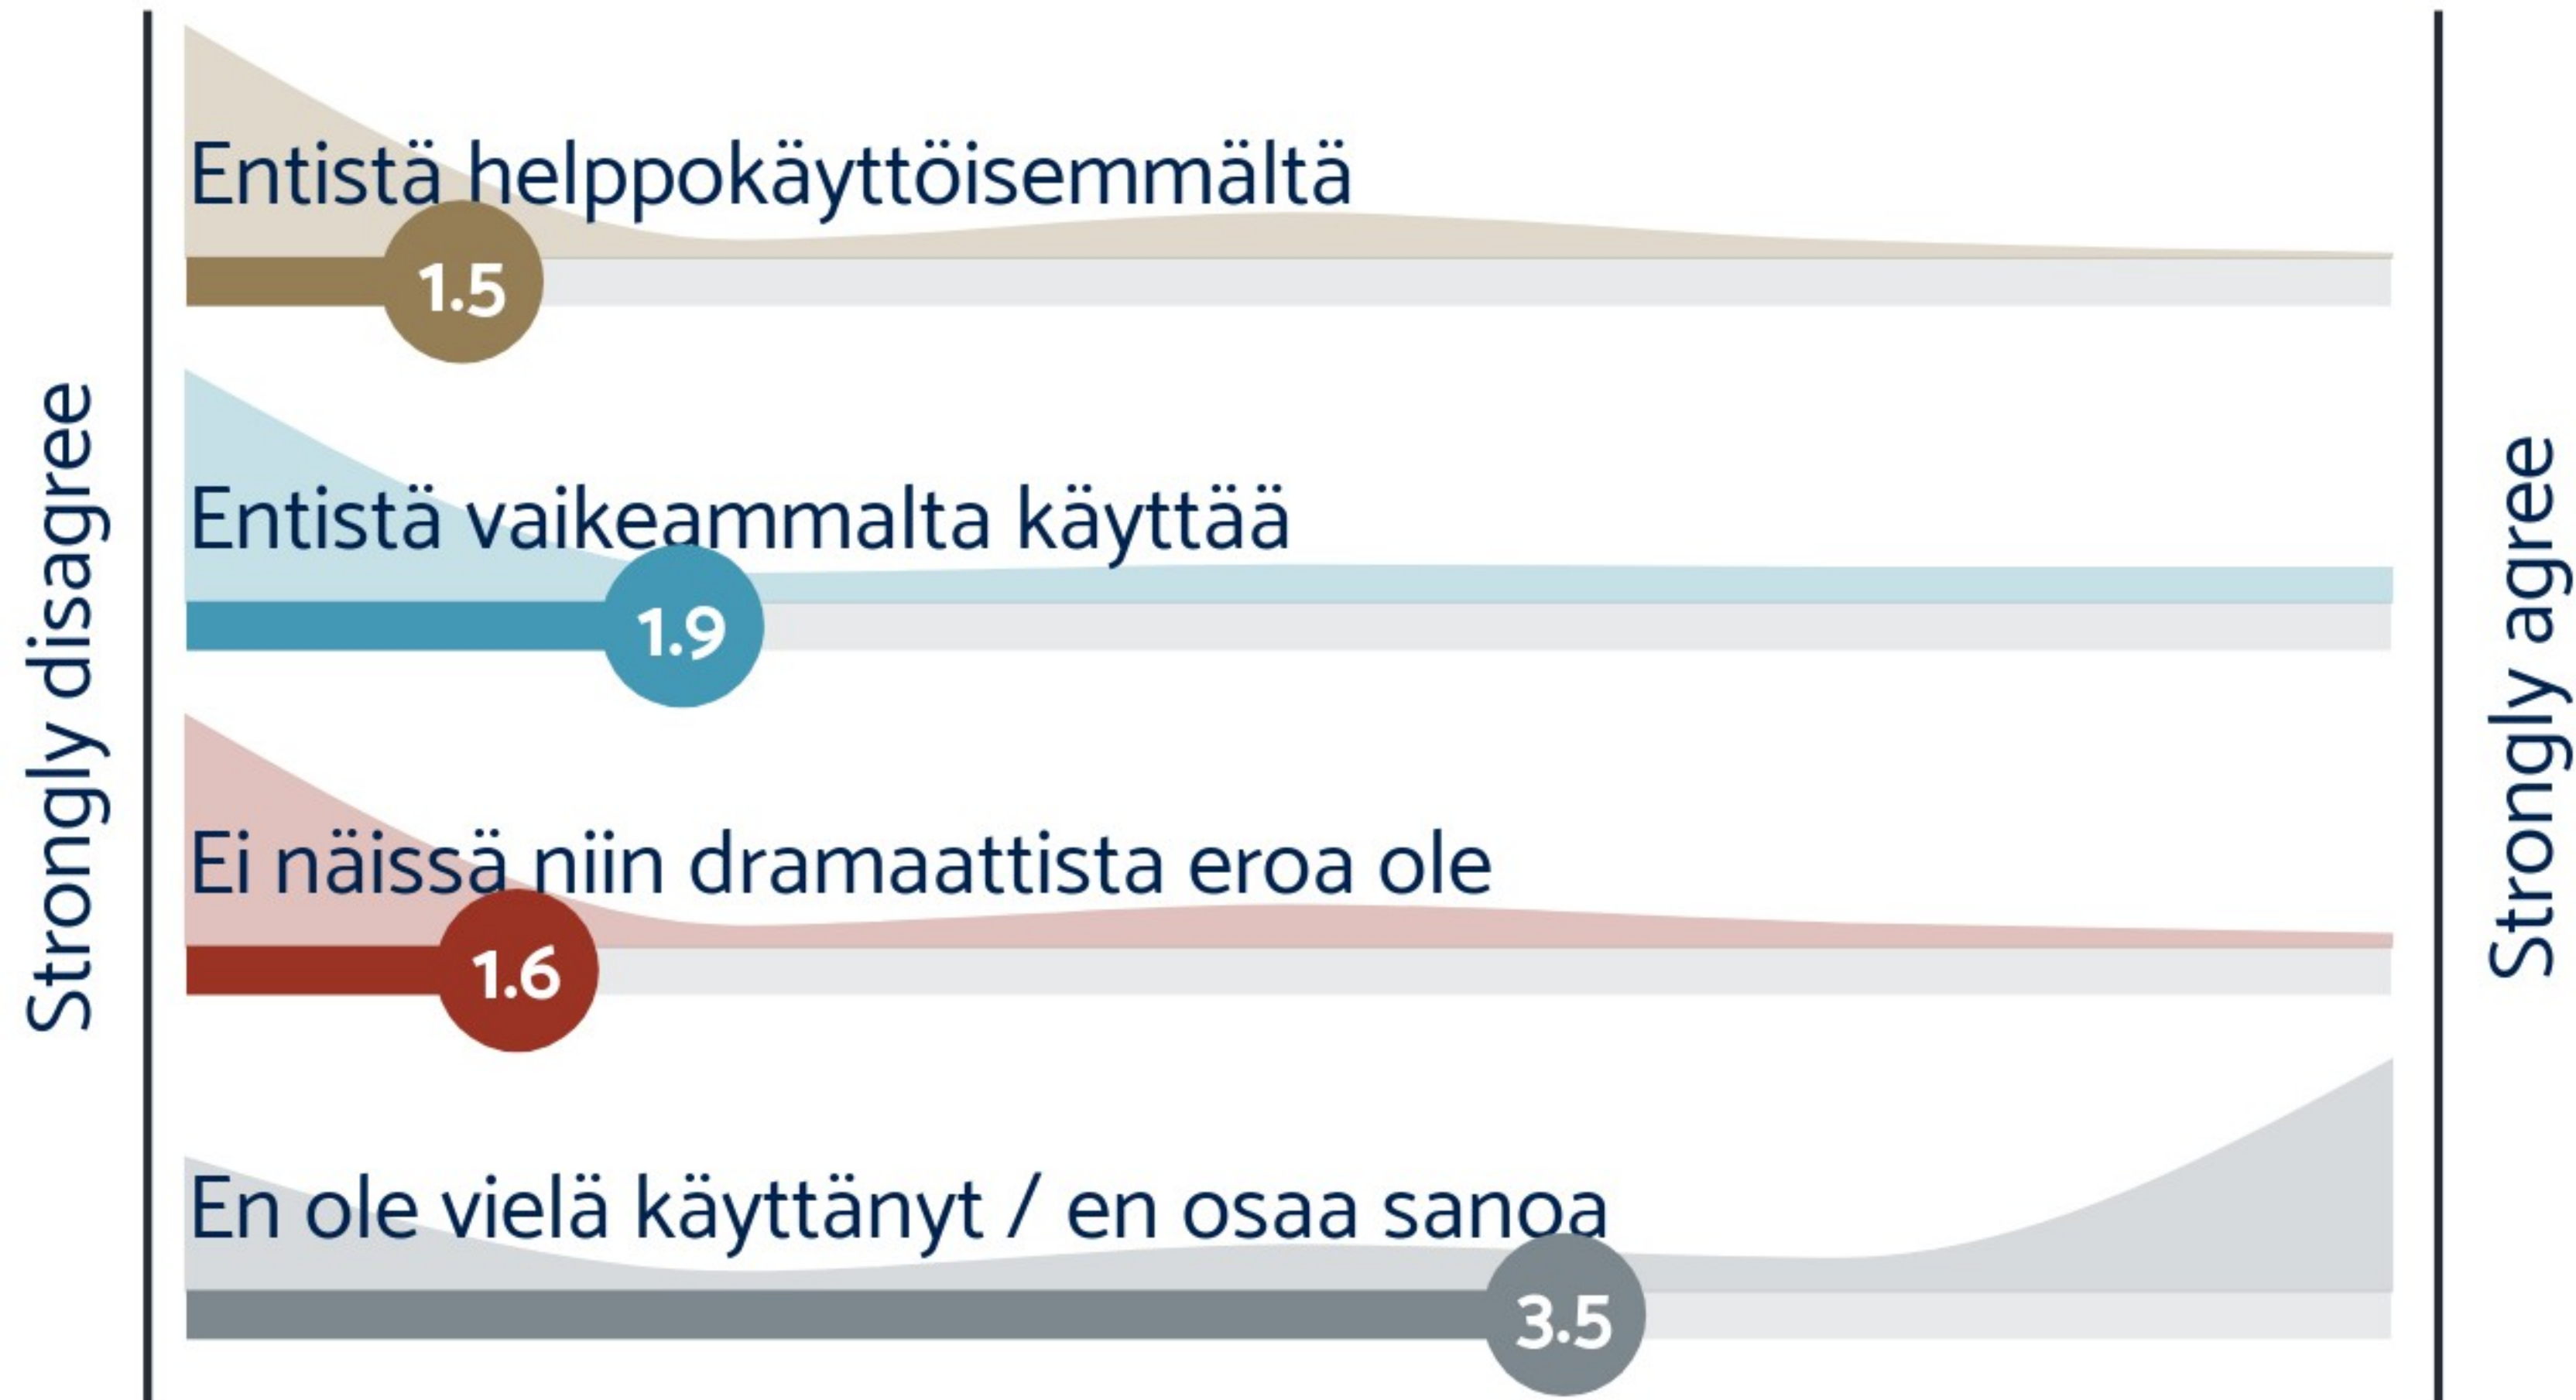 Strongly disagree
Entistä helppokäyttöisemmältä
1.5
Entistä vaikeammalta käyttää
1.9
Ei näissä niin dramaattista eroa ole
1.6
En ole vielä käyttänyt / en osaa sanoa
3.5
Strongly agree